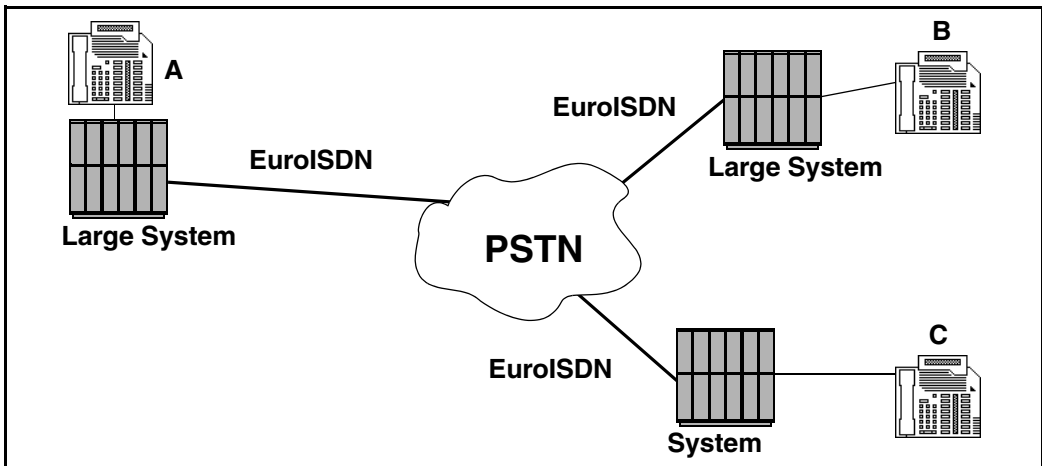 A
B
EuroISDN
EuroISDN
Large System
Large System
PSTN
EuroISDN
C
System